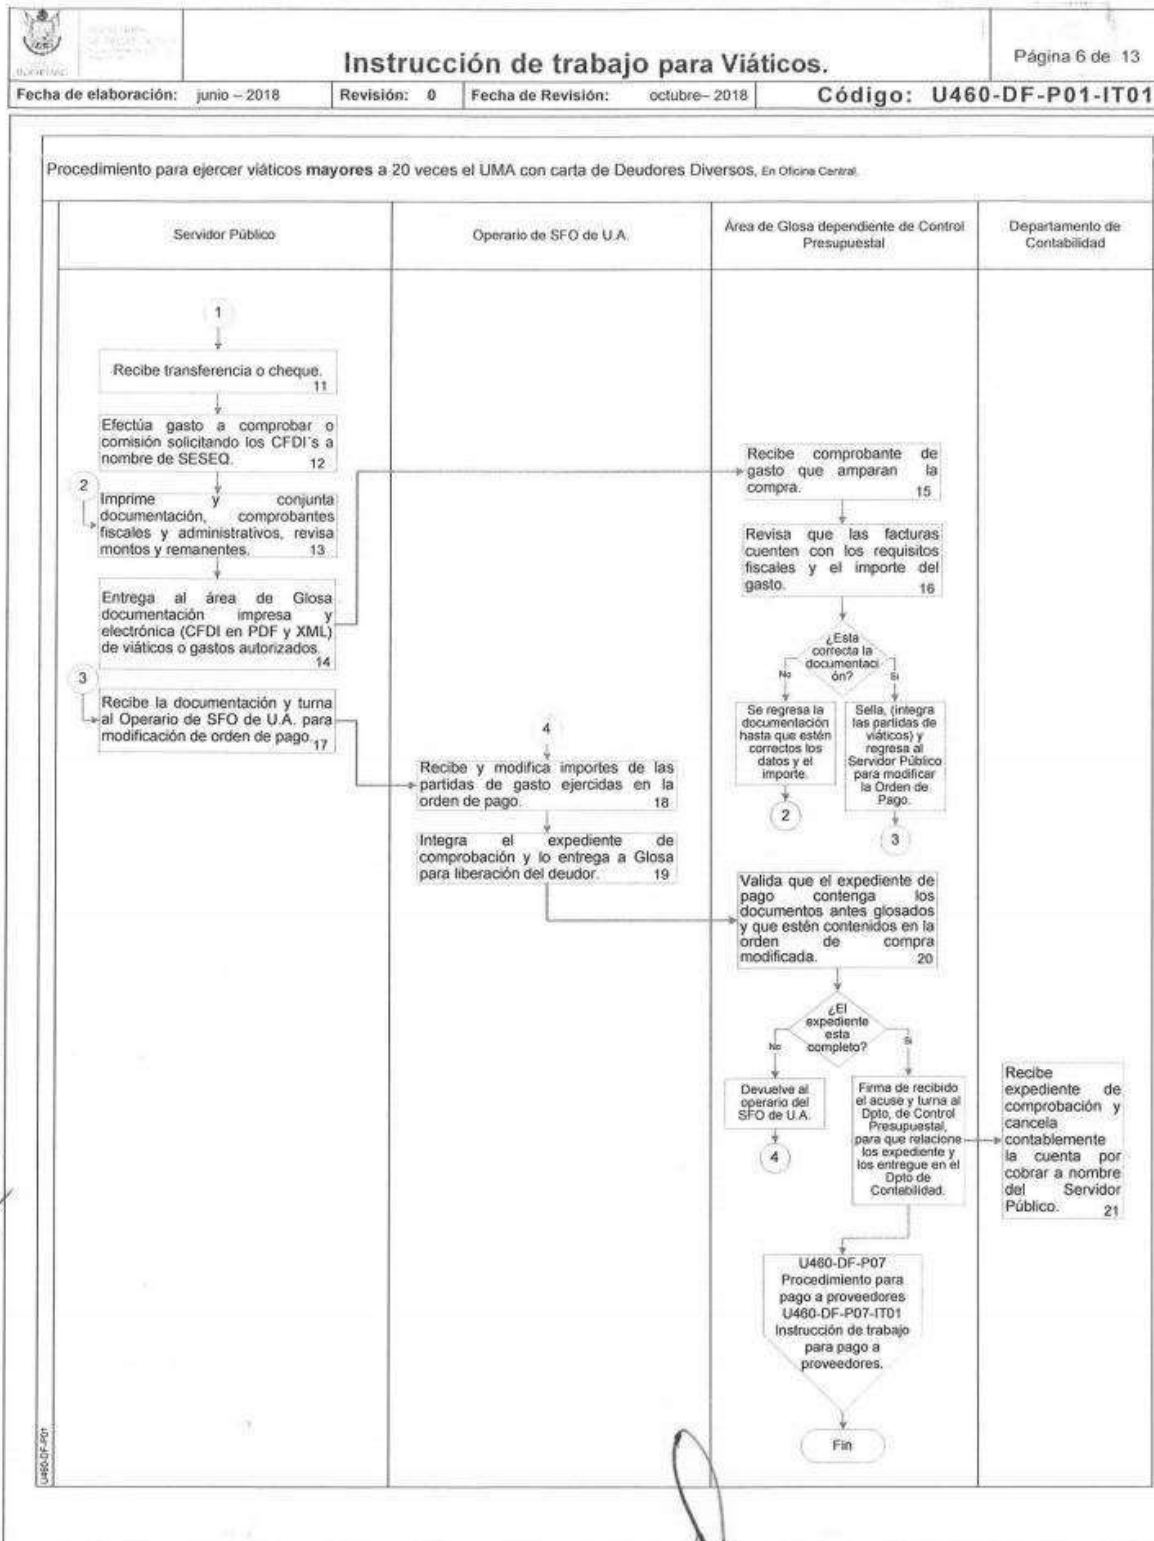 Instrucción de trabajo para Viáticos.
Página 6 de 13
Fecha de elaboración: junio – 2018
Revisión: 0
Fecha de Revisión: octubre– 2018
Código: U460-DF-P01-IT01
Procedimiento para ejercer viáticos mayores a 20 veces el UMA con carta de Deudores Diversos, En Oficina Central.
Servidor Público
Operario de SFO de U.A.
Área de Glosa dependiente de Control
Presupuestal
Departamento de
Contabilidad
1
Recibe transferencia o cheque.
11
Efectúa gasto a comprobar o
comisión solicitando los CFDI´s a
nombre de SESEQ. 12
2
Imprime y conjunta
documentación, comprobantes
fiscales y administrativos, revisa
montos y remanentes. 13
Entrega al área de Glosa
documentación impresa y
electrónica (CFDI en PDF y XML)
de viáticos o gastos autorizados.
14
3
Recibe la documentación y turna
al Operario de SFO de U.A. para
modificación de orden de pago. 17
4
Recibe y modifica importes de las
partidas de gasto ejercidas en la
orden de pago. 18
Integra el expediente de
comprobación y lo entrega a Glosa
para liberación del deudor. 19
Recibe comprobante de
gasto que amparan la
compra. 15
Revisa que las facturas
cuenten con los requisitos
fiscales y el importe del
gasto. 16
¿Esta
correcta la
documentaci
ón?
No
Si
Se regresa la
documentación
hasta que estén
correctos los
datos y el
importe.
2
Sella, (integra
las partidas de
viáticos) y
regresa al
Servidor Público
para modificar
la Orden de
Pago.
3
Valida que el expediente de
pago contenga los
documentos antes glosados
y que estén contenidos en la
orden de compra
modificada. 20
¿El
expediente
esta
completo?
No
Si
Devuelve al
operario del
SFO de U.A.
4
Firma de recibido
el acuse y turna al
Dpto, de Control
Presupuestal,
para que relacione
los expediente y
los entregue en el
Dpto de
Contabilidad.
Recibe
expediente de
comprobación y
cancela
contablemente
la cuenta por
cobrar a nombre
del Servidor
Público. 21
U460-DF-P07
Procedimiento para
pago a proveedores
U460-DF-P07-IT01
Instrucción de trabajo
para pago a
proveedores.
Fin
U460-DF-P01